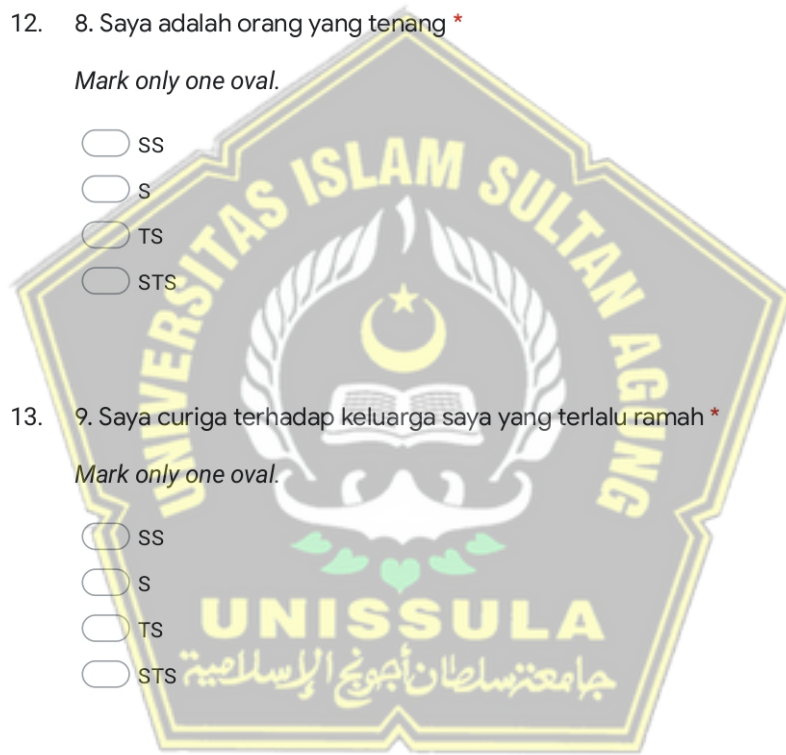 12. 8. Saya adalah orang yang tenang *
Mark only one oval.
SS
S
TS
STS
13. 9. Saya curiga terhadap keluarga saya yang terlalu ramah *
Mark only one oval.
SS
S
TS
STS
UNIVERSITAS ISLAM SULTAN AGUNG
UNISSULA
جامعتسلطان أجونج الإسلامية